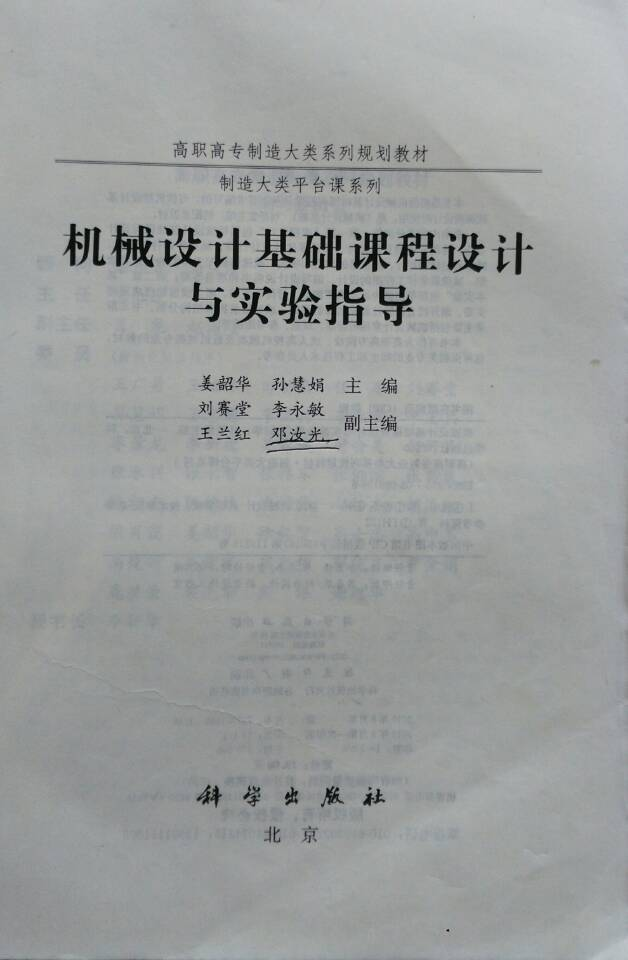 高职高专制造大类系列规划教材
制造大类平台课系列
机械设计基础课程设计
与实验指导
姜韶华 孙慧娟 主 编
刘赛堂 李永敏
王兰红 邓汝光 副主编
科学出版社
北京